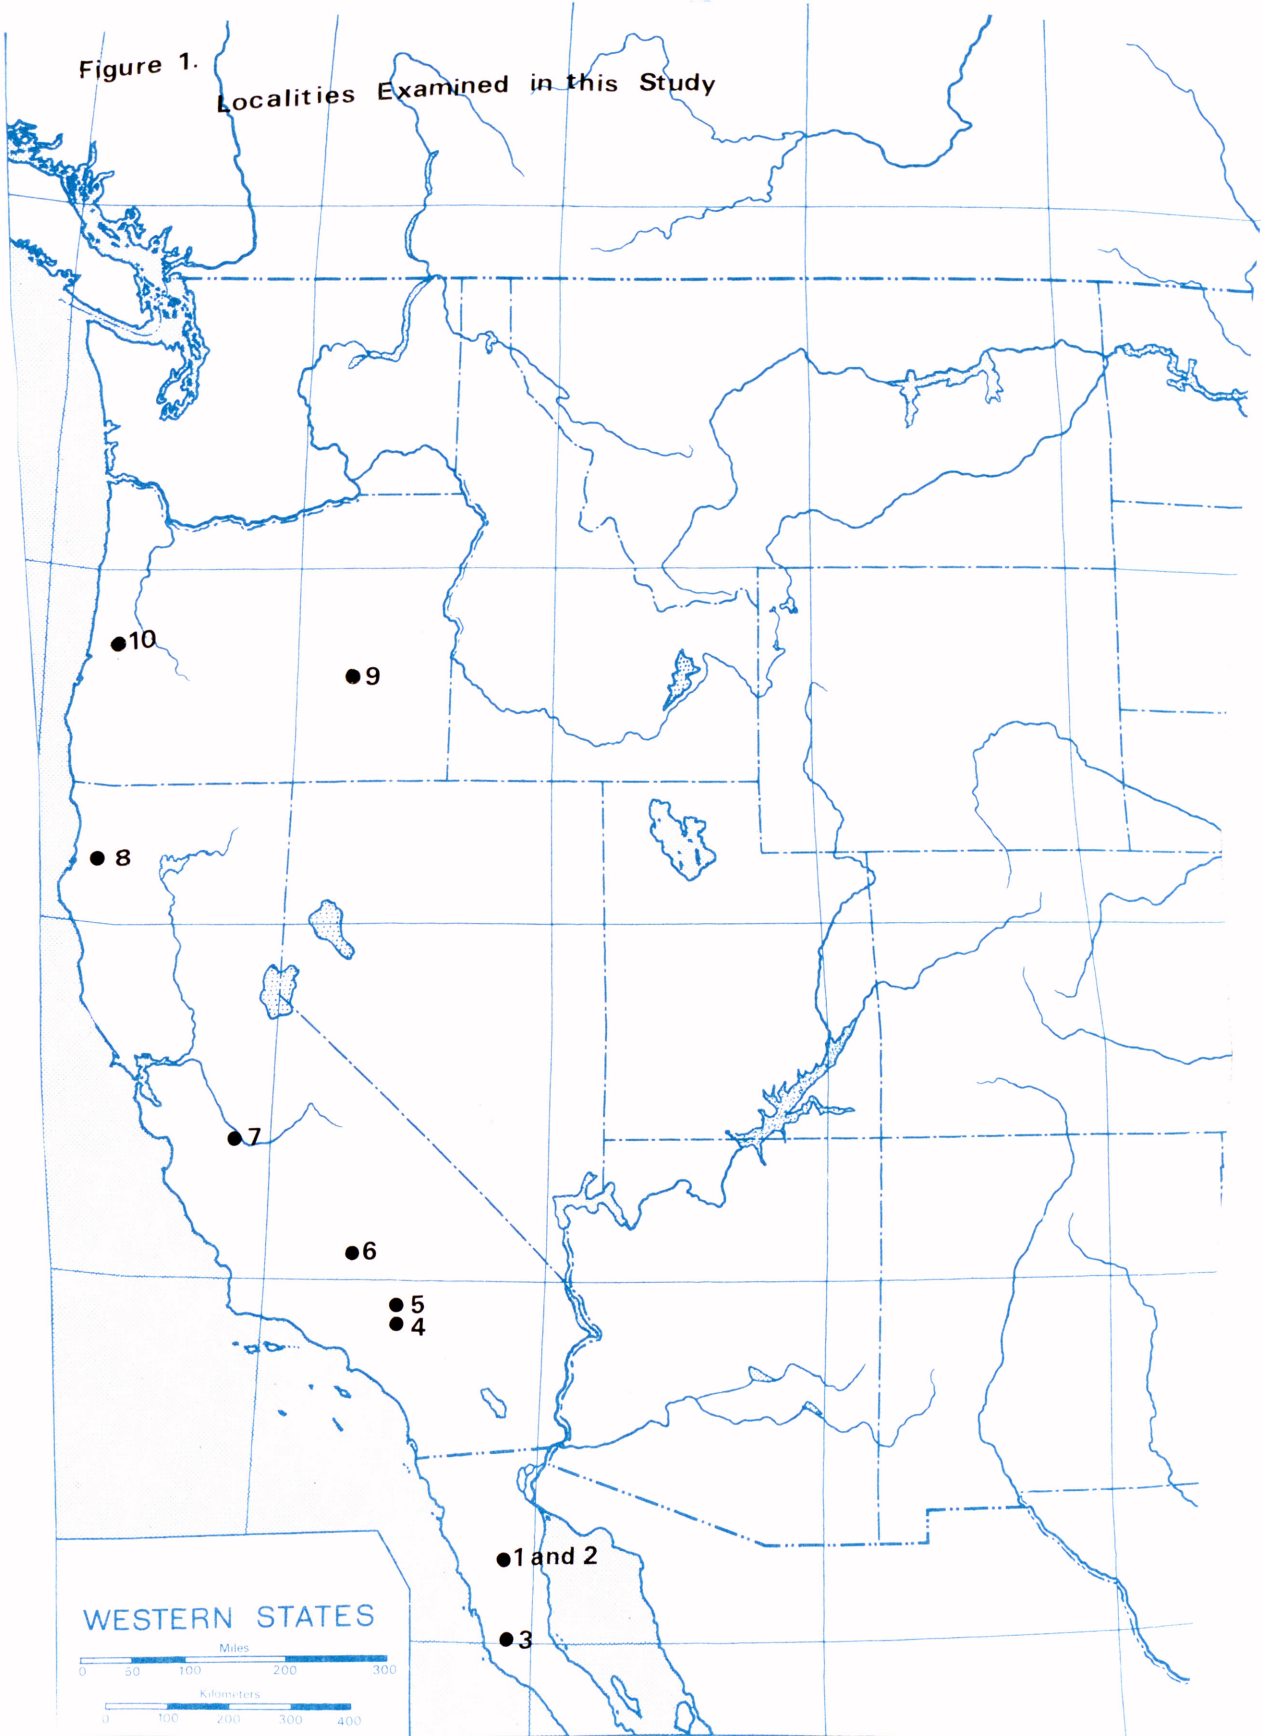 Figure 1.
Localities Examined in this Study
10
9
8
7
6
5
4
1 and 2
3
WESTERN STATES
Miles
0 50 100 200 300
Kilometers
0 100 200 300 400